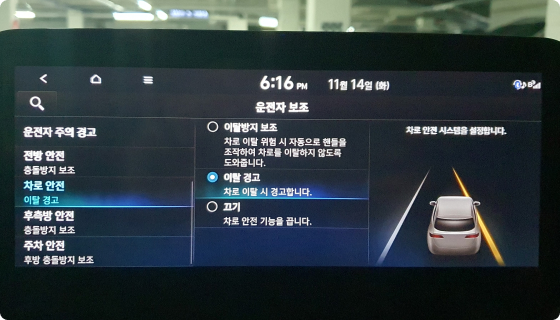 6:16 PM
11월 14일 (화)
운전자 보조
운전자 주역 경고
전방 안전
충돌방지 보조
차로 안전
이탈 경고
후측방 안전
충돌방지 보조
주차 안전
후방 충돌방지 보조
이탈방지 보조
차로 이탈 위험 시 자동으로 핸들을
조작하여 차로를 이탈하지 않도록
도와줍니다.
이탈 경고
차로 이탈 시 경고합니다.
끄기
차로 안전 기능을 끕니다.
차로 안전 시스템을 설정합니다.